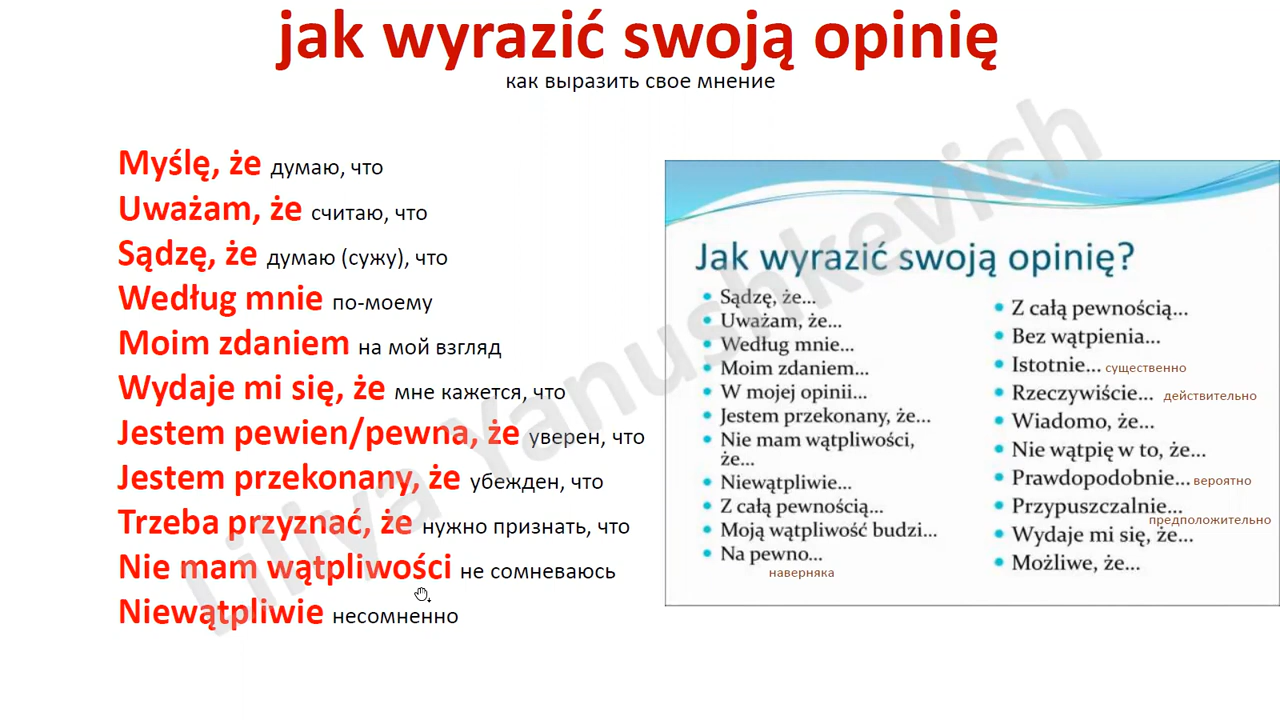 jak wyrazić swoją opinię
как выразить свое мнение
Myślę, że думаю, что
Uważam, że считаю, что
Sądzę, że думаю (сужу), что
Według mnie по-моему
Moim zdaniem на мой взгляд
Wydaje mi się, że мне кажется, что
Jestem pewien/pewna, że уверен, что
Jestem przekonany, że убежден, что
Trzeba przyznać, że нужно признать, что
Nie mam wątpliwości не сомневаюсь
Niewątpliwie несомненно
Jak wyrazić swoją opinię?
Sądzę, że...
Uważam, że...
Według mnie...
Moim zdaniem...
W mojej opinii...
Jestem przekonany, że...
Nie mam wątpliwości,
że...
Niewątpliwie...
Z całą pewnością...
Moją wątpliwość budzi...
Na pewno...
наверняка
Z całą pewnością...
Bez wątpienia...
Istotnie... существенно
Rzeczywiście... действительно
Wiadomo, że...
Nie wątpię w to, że...
Prawdopodobnie... вероятно
Przypuszczalnie...
предположительно
Wydaje mi się, że...
Możliwe, że...
Liliya Yanushkevich